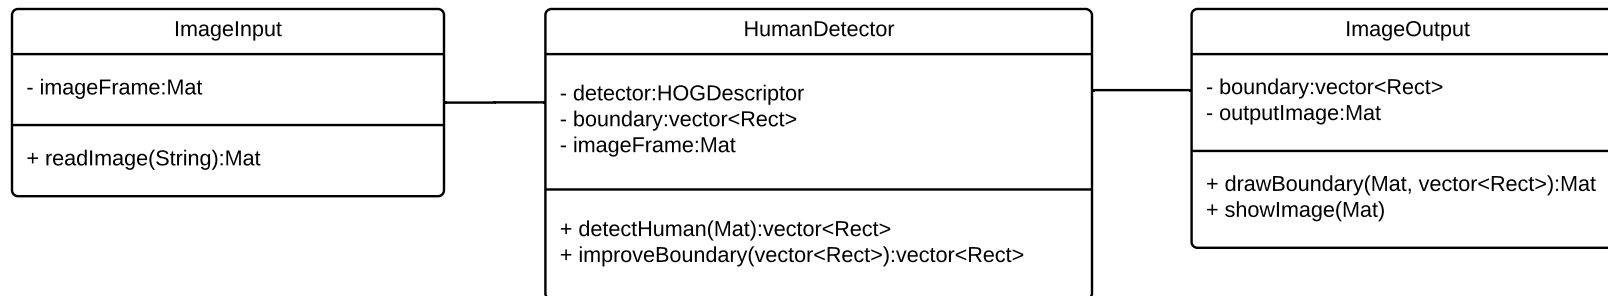 ImageInput
- imageFrame:Mat
+ readImage(String):Mat
HumanDetector
- detector:HOGDescriptor
- boundary:vector<Rect>
- imageFrame:Mat
+ detectHuman(Mat):vector<Rect>
+ improveBoundary(vector<Rect>):vector<Rect>
ImageOutput
- boundary:vector<Rect>
- outputImage:Mat
+ drawBoundary(Mat, vector<Rect>):Mat
+ showImage(Mat)